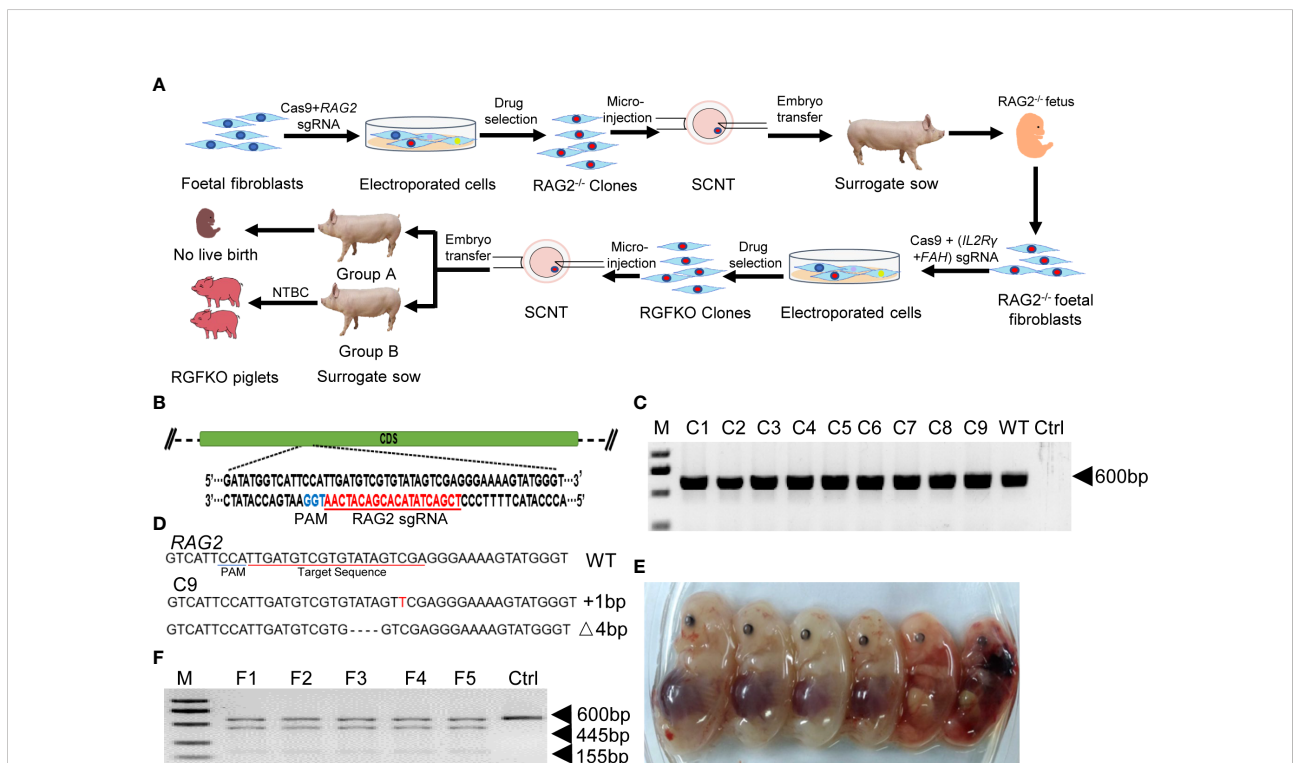 A
Cas9+RAG2
sgRNA
Drug
selection
Micro-
injection
Embryo
transfer
RAG2-/- fetus
Foetal fibroblasts
Electroporated cells
RAG2-/- Clones
SCNT
Surrogate sow
No live birth
Group A
Embryo
transfer
Micro-
injection
Drug
selection
Cas9 + (IL2Rγ
+FAH) sgRNA
NTBC
SCNT
RGFKO Clones
Electroporated cells
RAG2-/- foetal
fibroblasts
Group B
RGFKO piglets
Surrogate sow
B
CDS
5'···GATATGGTCATTCCATTGATGTCGTGTATAGTCGAGGGAAAAGTATGGGT···3'
3'···CTATACCAGTAAGGTAACTACAGCACATATCAGCTCCCTTTTCATACCCA···5'
PAM RAG2 sgRNA
C
M C1 C2 C3 C4 C5 C6 C7 C8 C9 WT Ctrl
600bp
D
RAG2
GTCATTCCATTGATGTCGTGTATAGTCGAGGGAAAAGTATGGGT WT
PAM Target Sequence
C9
GTCATTCCATTGATGTCGTGTATAGTTCGAGGGAAAAGTATGGGT +1bp
GTCATTCCATTGATGTCGTG----GTCGAGGGAAAAGTATGGGT △4bp
E
F
M F1 F2 F3 F4 F5 Ctrl
600bp
445bp
155bp